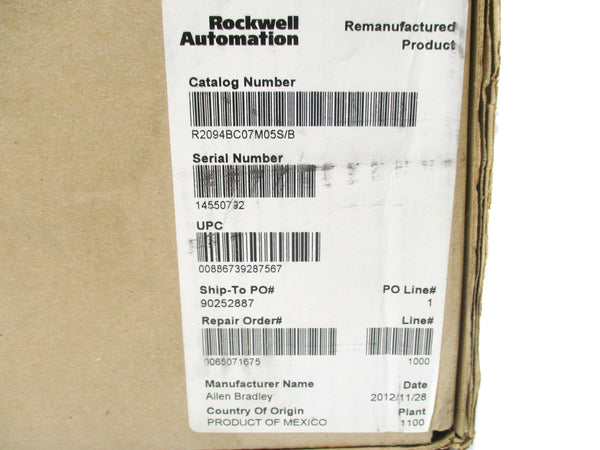 Rockwell Automation
Remanufactured Product
Catalog Number
R2094BC07M05S/B
Serial Number
UPC
00886739287567
Ship-To PO# PO Line#
90252887 1
Repair Order# Line#
0065071675 1000
Manufacturer Name Date
Allen Bradley 2012/11/28
Country Of Origin Plant
PRODUCT OF MEXICO 1100